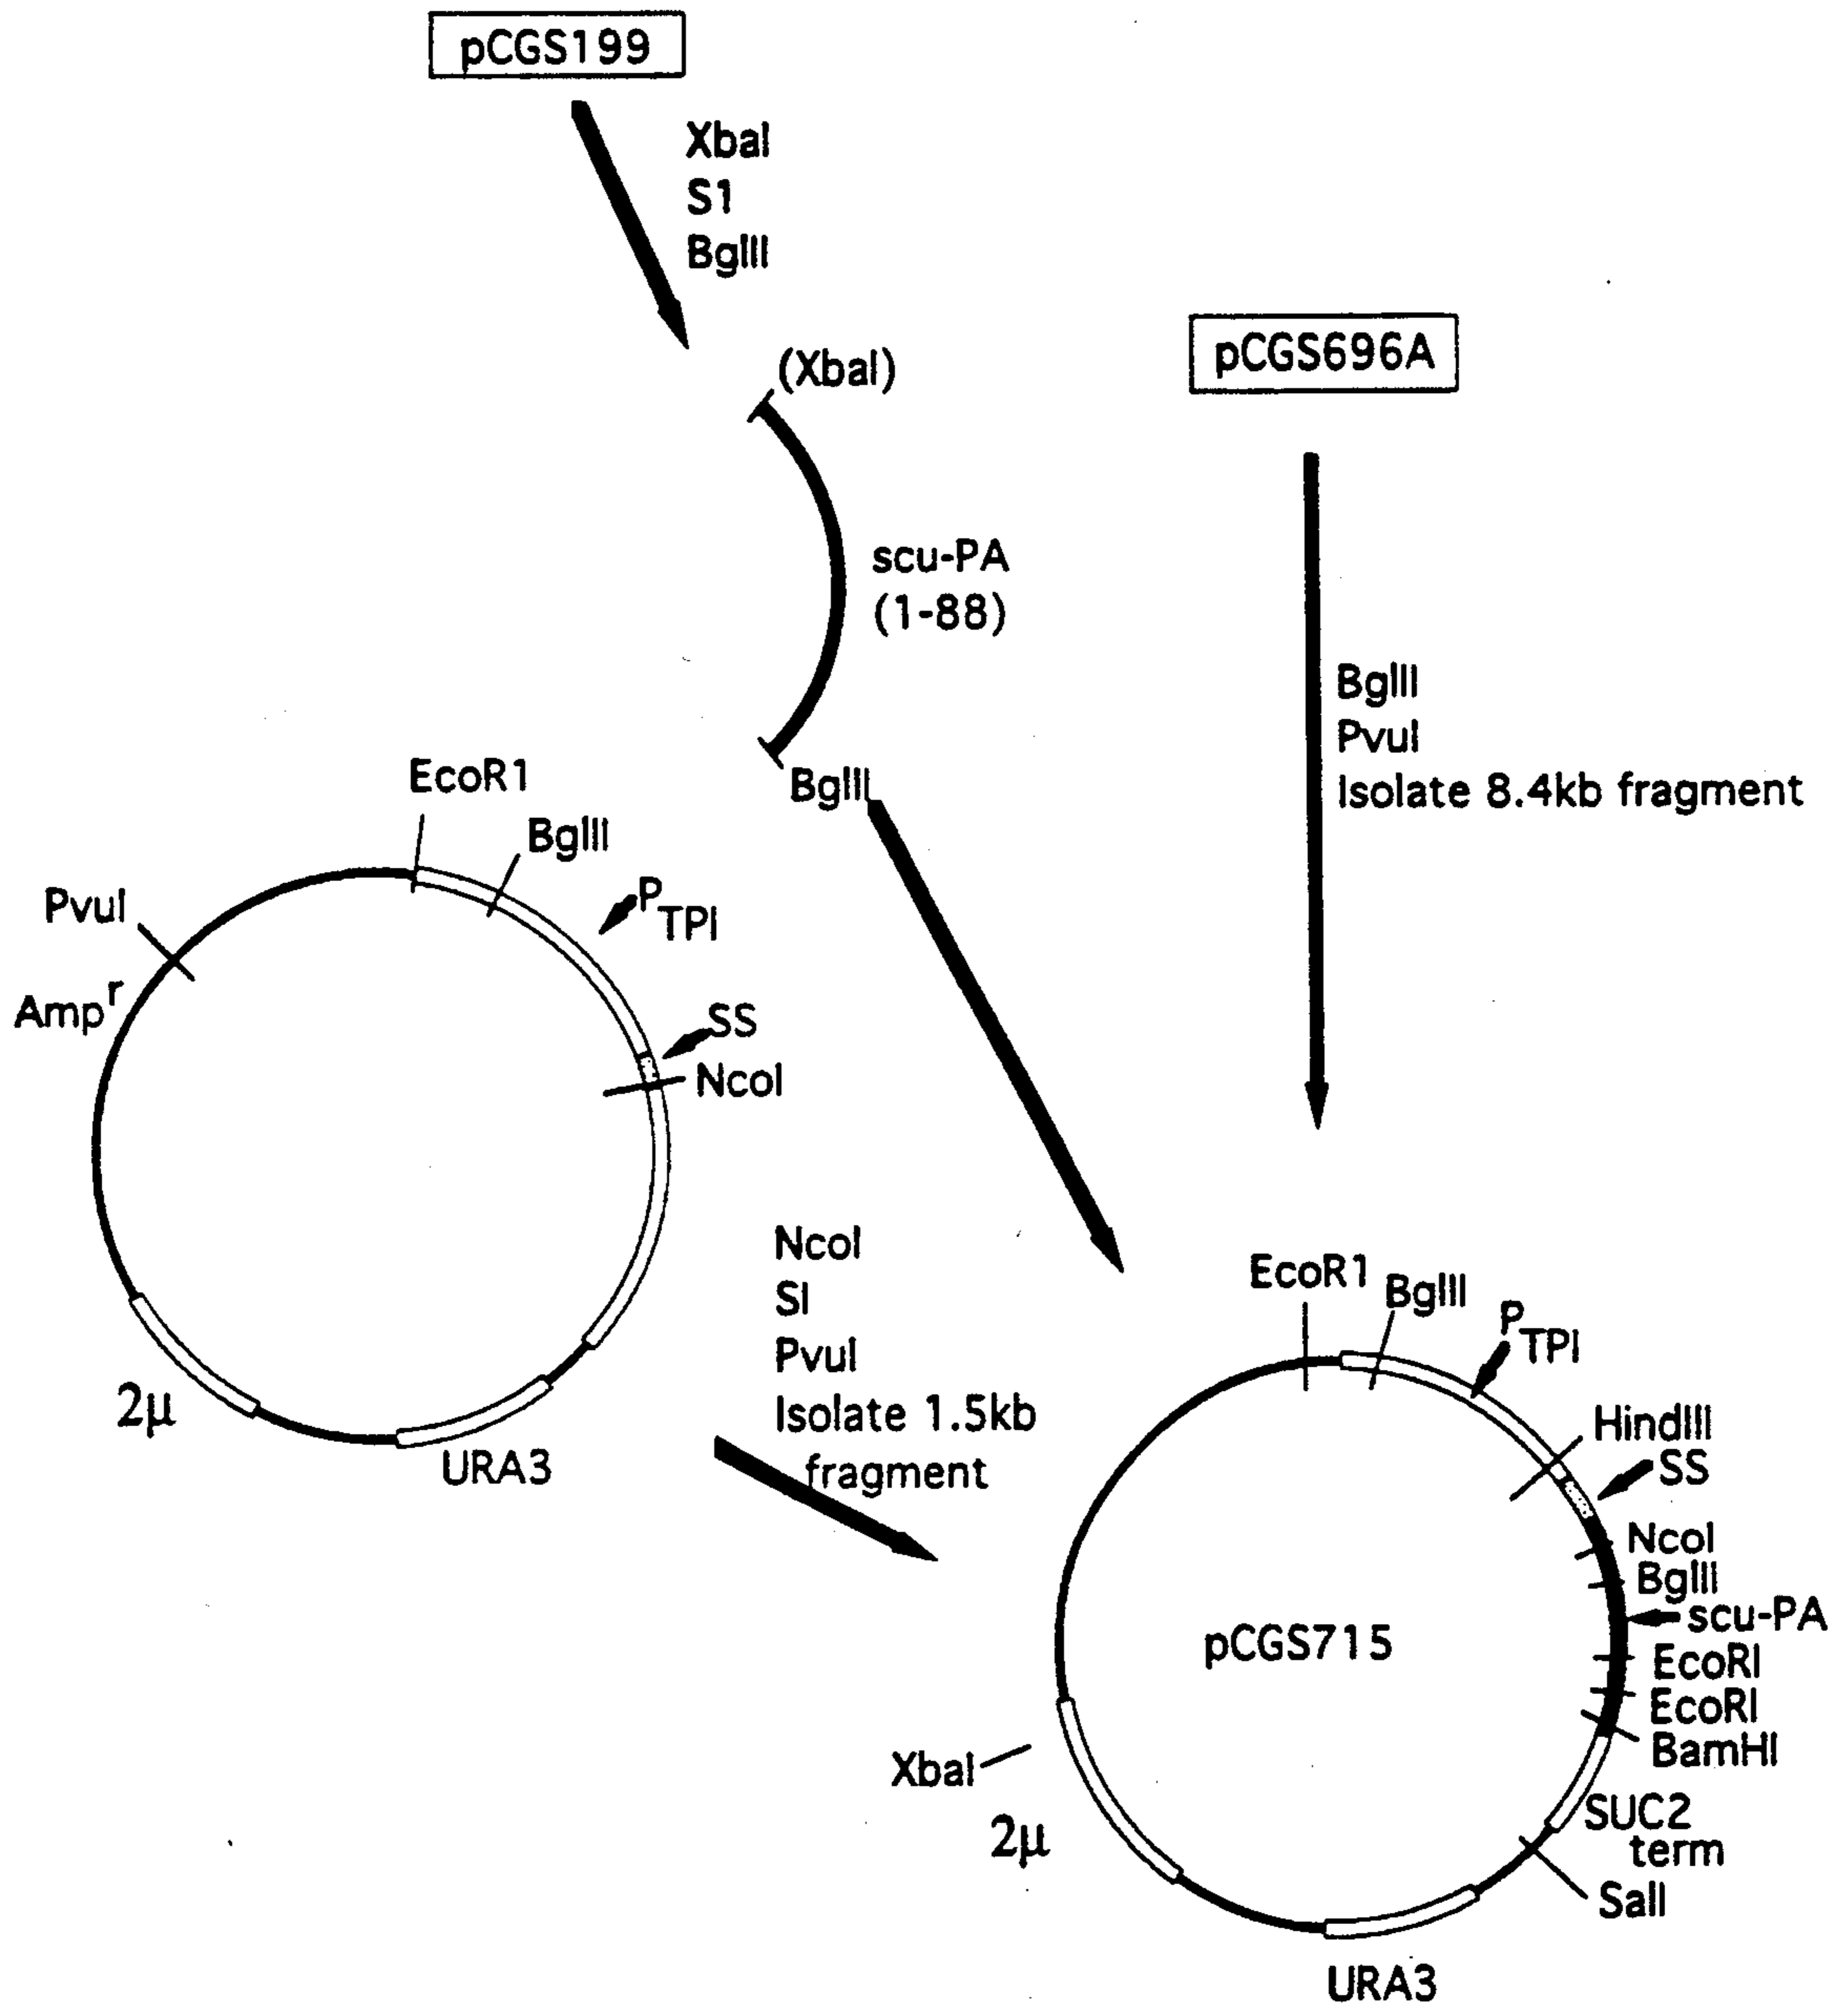 pCGS199
XbaI
S1
BglII
(XbaI)
scu-PA
(1-88)
BglII
pCGS696A
BglII
PvuI
Isolate 8.4kb fragment
EcoR1
BglII
PTPI
SS
NcoI
PvuI
Ampr
2μ
URA3
NcoI
SI
PvuI
Isolate 1.5kb
fragment
EcoR1
BglII
PTPI
HindIII
SS
NcoI
BglII
scu-PA
EcoRI
EcoRI
BamHI
SUC2
term
SalI
pCGS715
XbaI
2μ
URA3